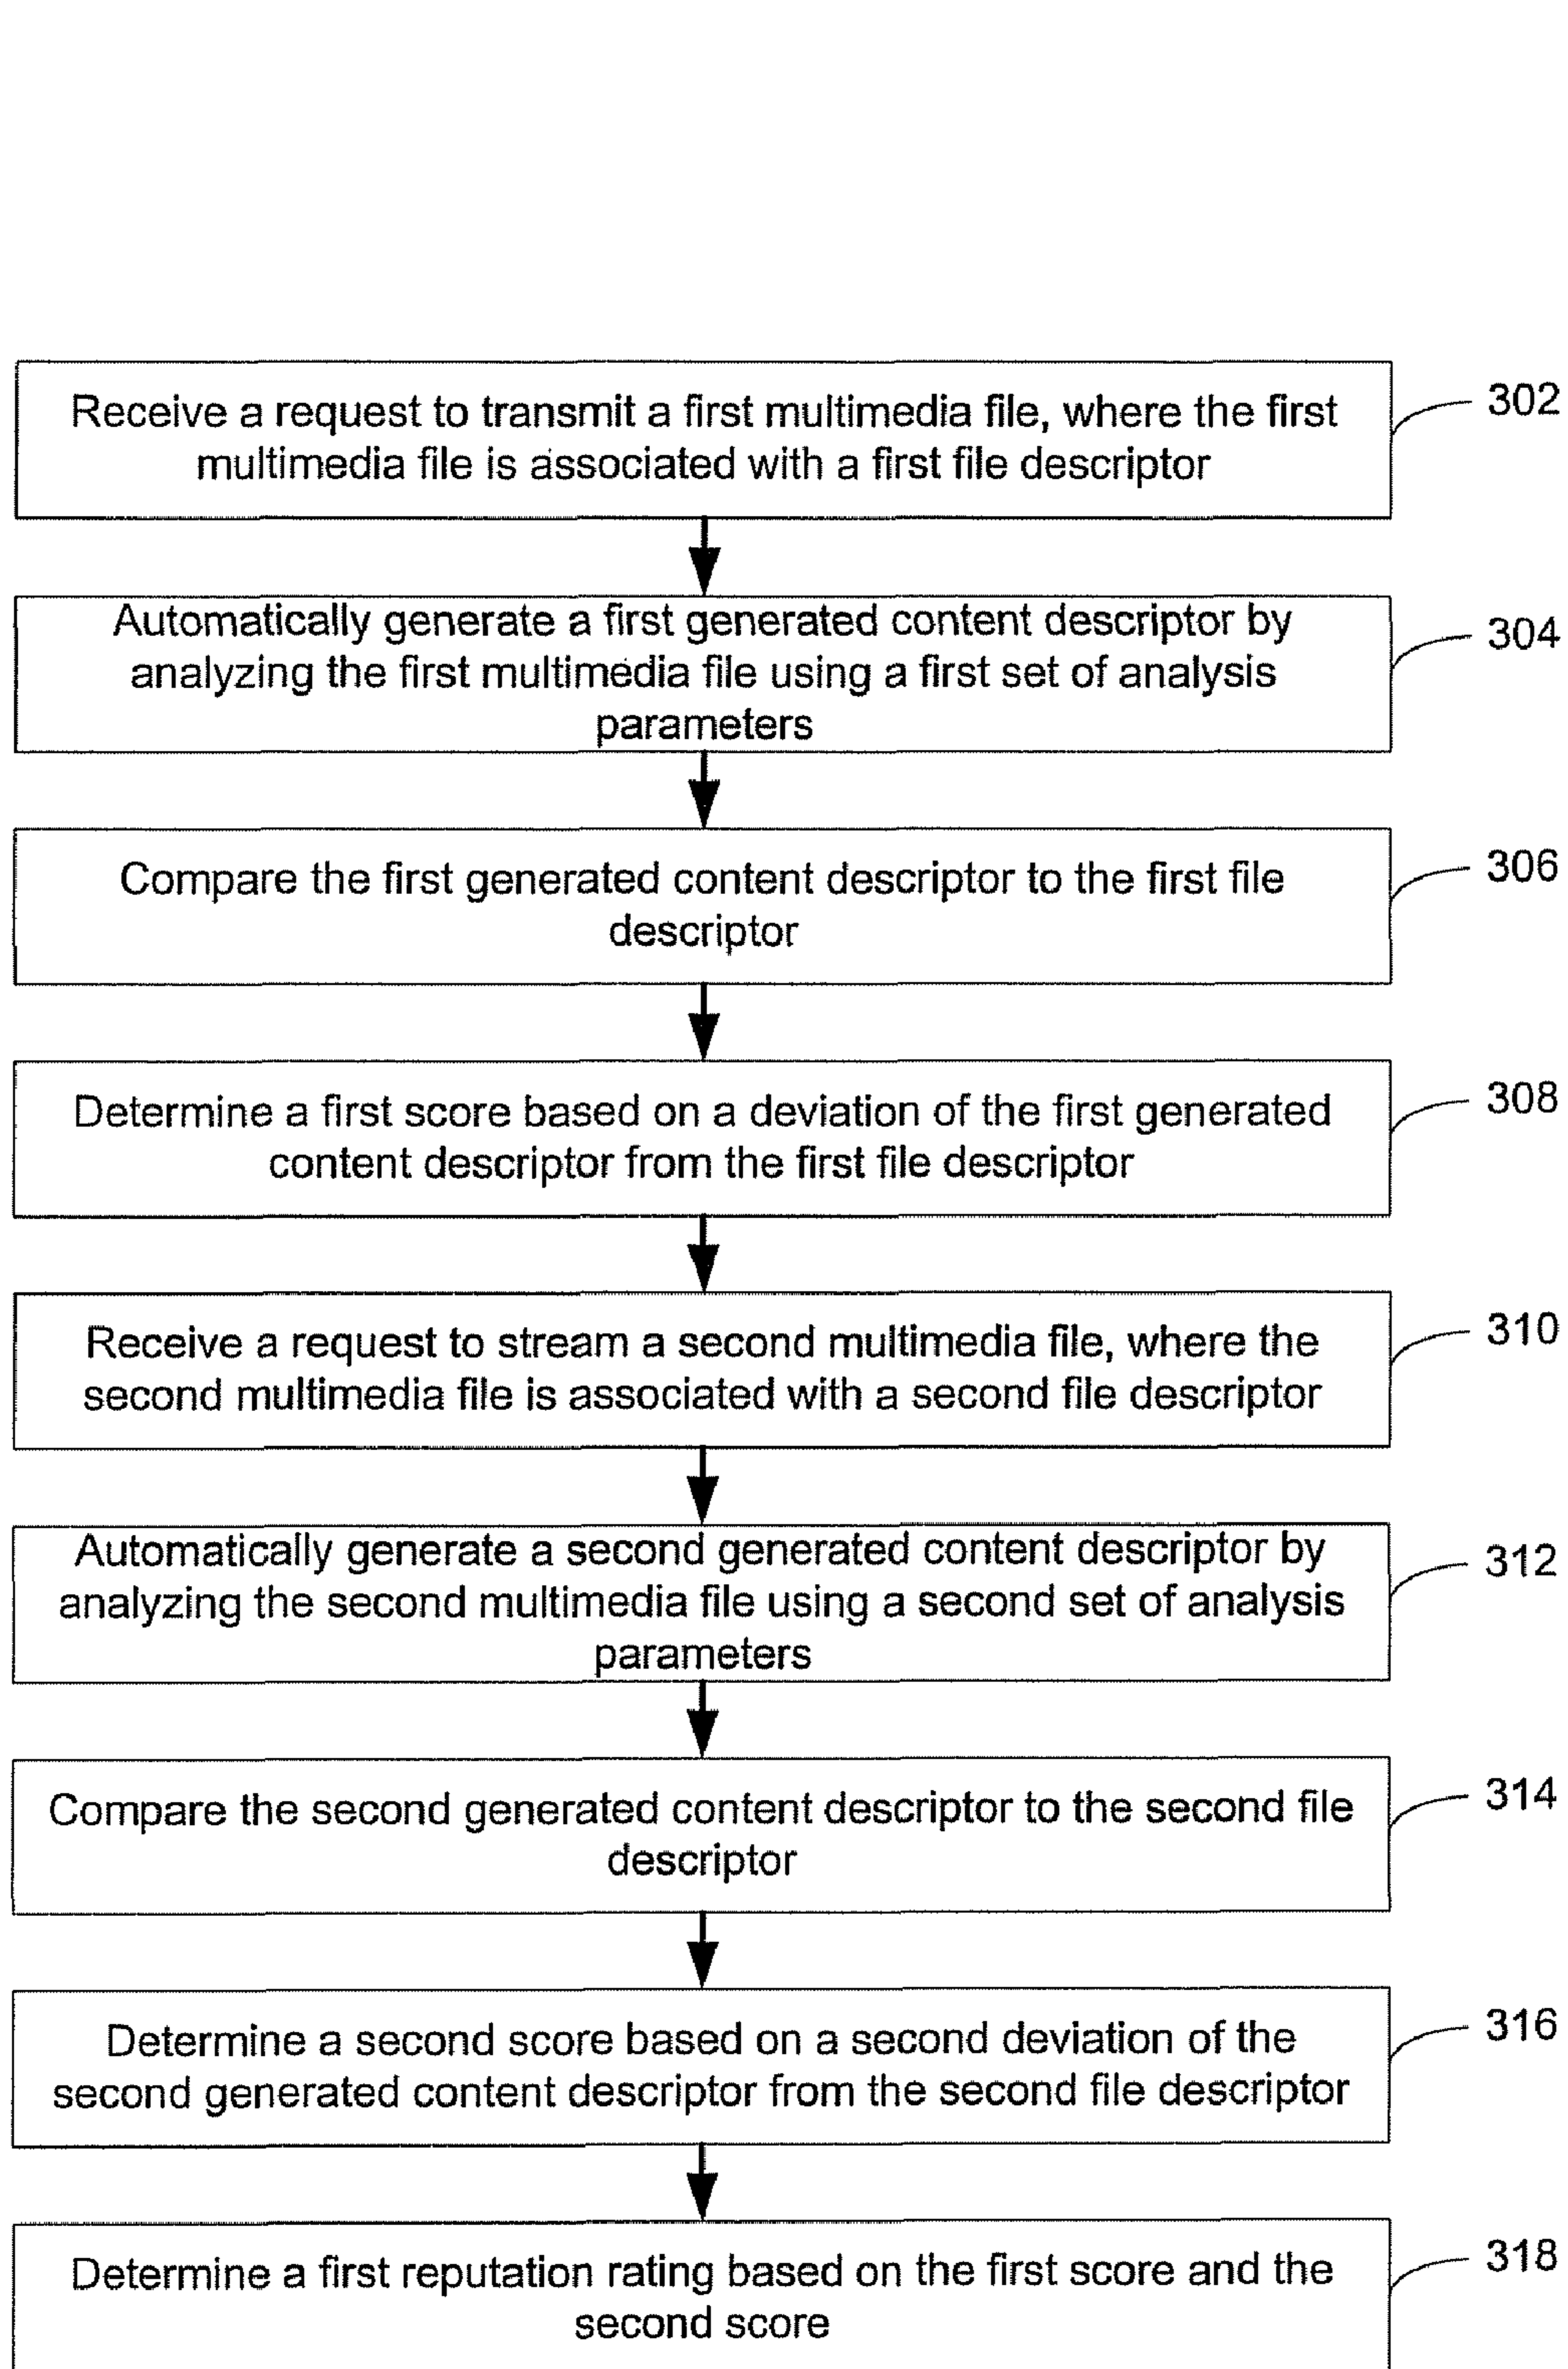 Receive a request to transmit a first multimedia file, where the first
multimedia file is associated with a first file descriptor
302
Automatically generate a first generated content descriptor by
analyzing the first multimedia file using a first set of analysis
parameters
304
Compare the first generated content descriptor to the first file
descriptor
306
Determine a first score based on a deviation of the first generated
content descriptor from the first file descriptor
308
Receive a request to stream a second multimedia file, where the
second multimedia file is associated with a second file descriptor
310
Automatically generate a second generated content descriptor by
analyzing the second multimedia file using a second set of analysis
parameters
312
Compare the second generated content descriptor to the second file
descriptor
314
Determine a second score based on a second deviation of the
second generated content descriptor from the second file descriptor
316
Determine a first reputation rating based on the first score and the
second score
318